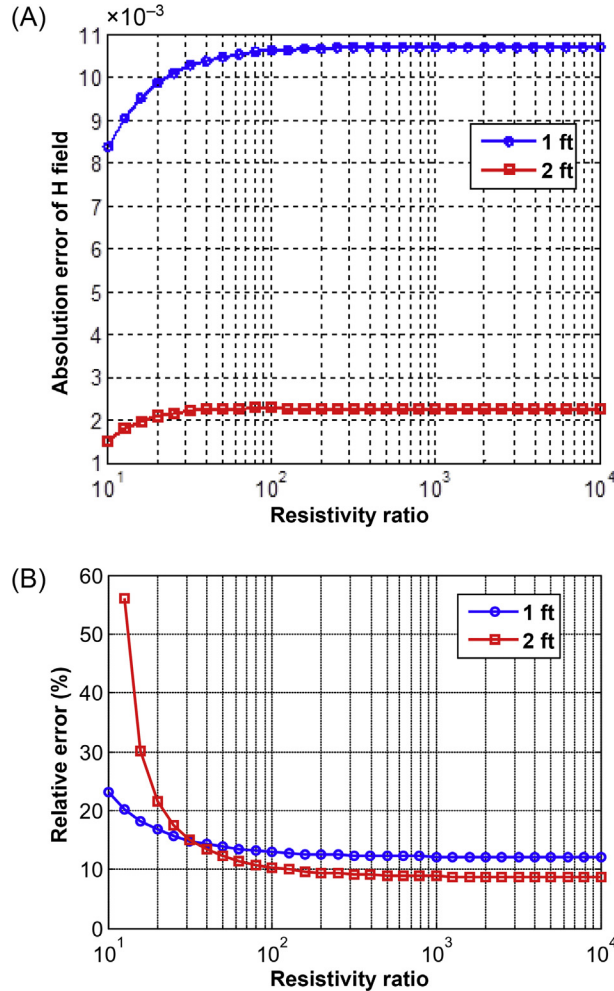 (A)
×10⁻³
11
10
9
8
7
6
5
4
3
2
1
Absolution error of H field
1 ft
2 ft
10¹ 10² 10³ 10⁴
Resistivity ratio
(B)
60
50
40
30
20
10
0
Relative error (%)
1 ft
2 ft
10¹ 10² 10³ 10⁴
Resistivity ratio